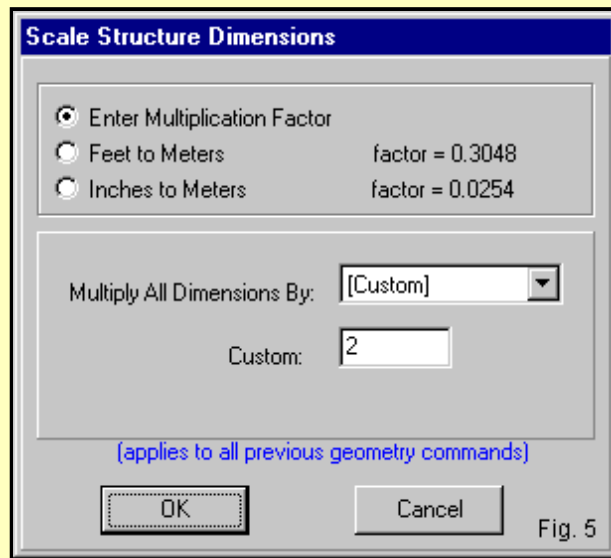 Scale Structure Dimensions
Enter Multiplication Factor
Feet to Meters factor = 0.3048
Inches to Meters factor = 0.0254
Multiply All Dimensions By: [Custom]
Custom: 2
(applies to all previous geometry commands)
OK Cancel
Fig. 5